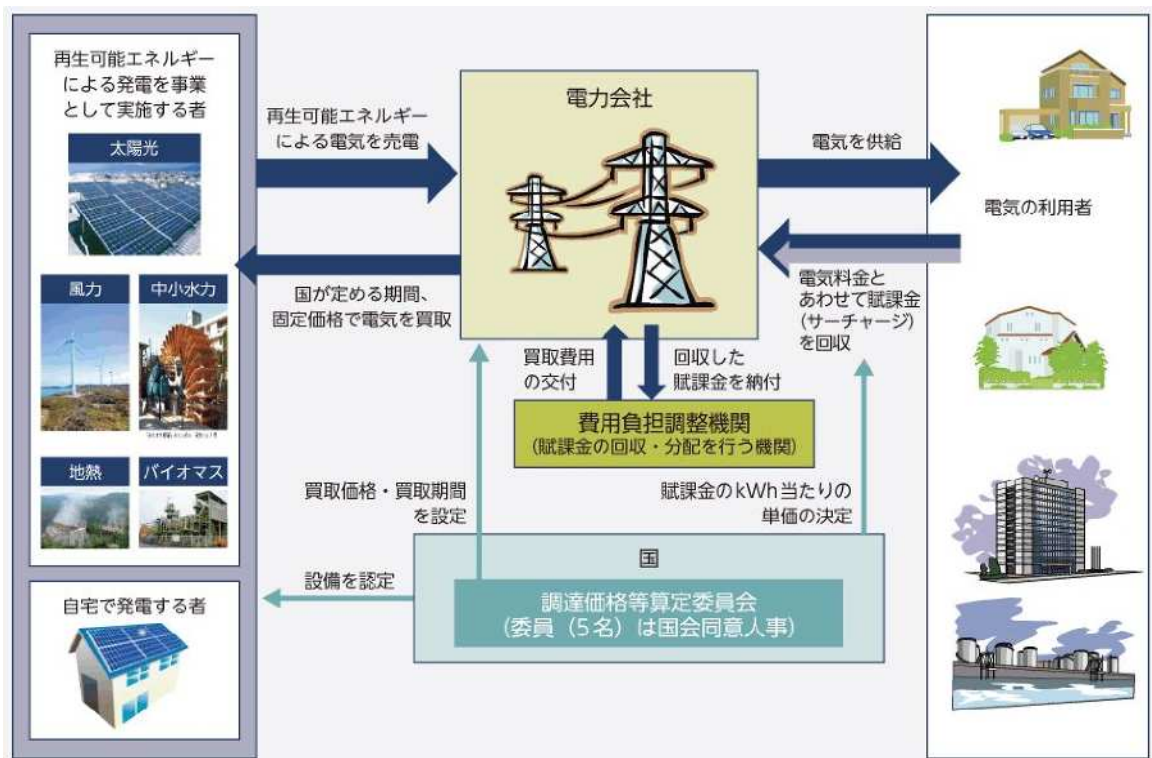 再生可能エネルギー
による発電を事業
として実施する者
太陽光
風力
中小水力
地熱
バイオマス
自宅で発電する者
再生可能エネルギー
による電気を売電
国が定める期間、
固定価格で電気を買取
電力会社
電気を供給
電気の利用者
電気料金と
あわせて賦課金
(サーチャージ)
を回収
買取費用
の交付
回収した
賦課金を納付
費用負担調整機関
(賦課金の回収・分配を行う機関)
買取価格・買取期間
を設定
賦課金のkWh当たりの
単価の決定
設備を認定
国
調達価格等算定委員会
(委員（5名）は国会同意人事)